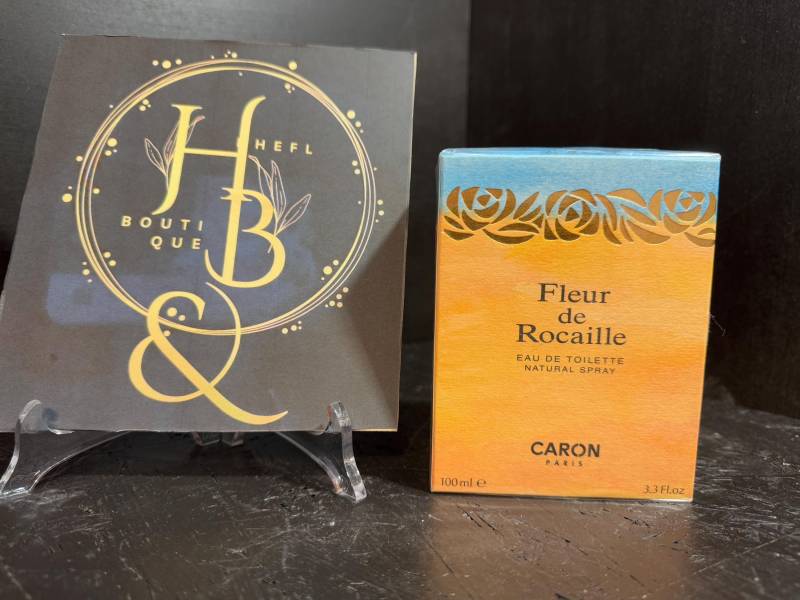 H
HEFL
BOUTI
QUE
B
&
Fleur
de
Rocaille
EAU DE TOILETTE
NATURAL SPRAY
CARON
PARIS
100 ml ℮
3.3 Fl.oz